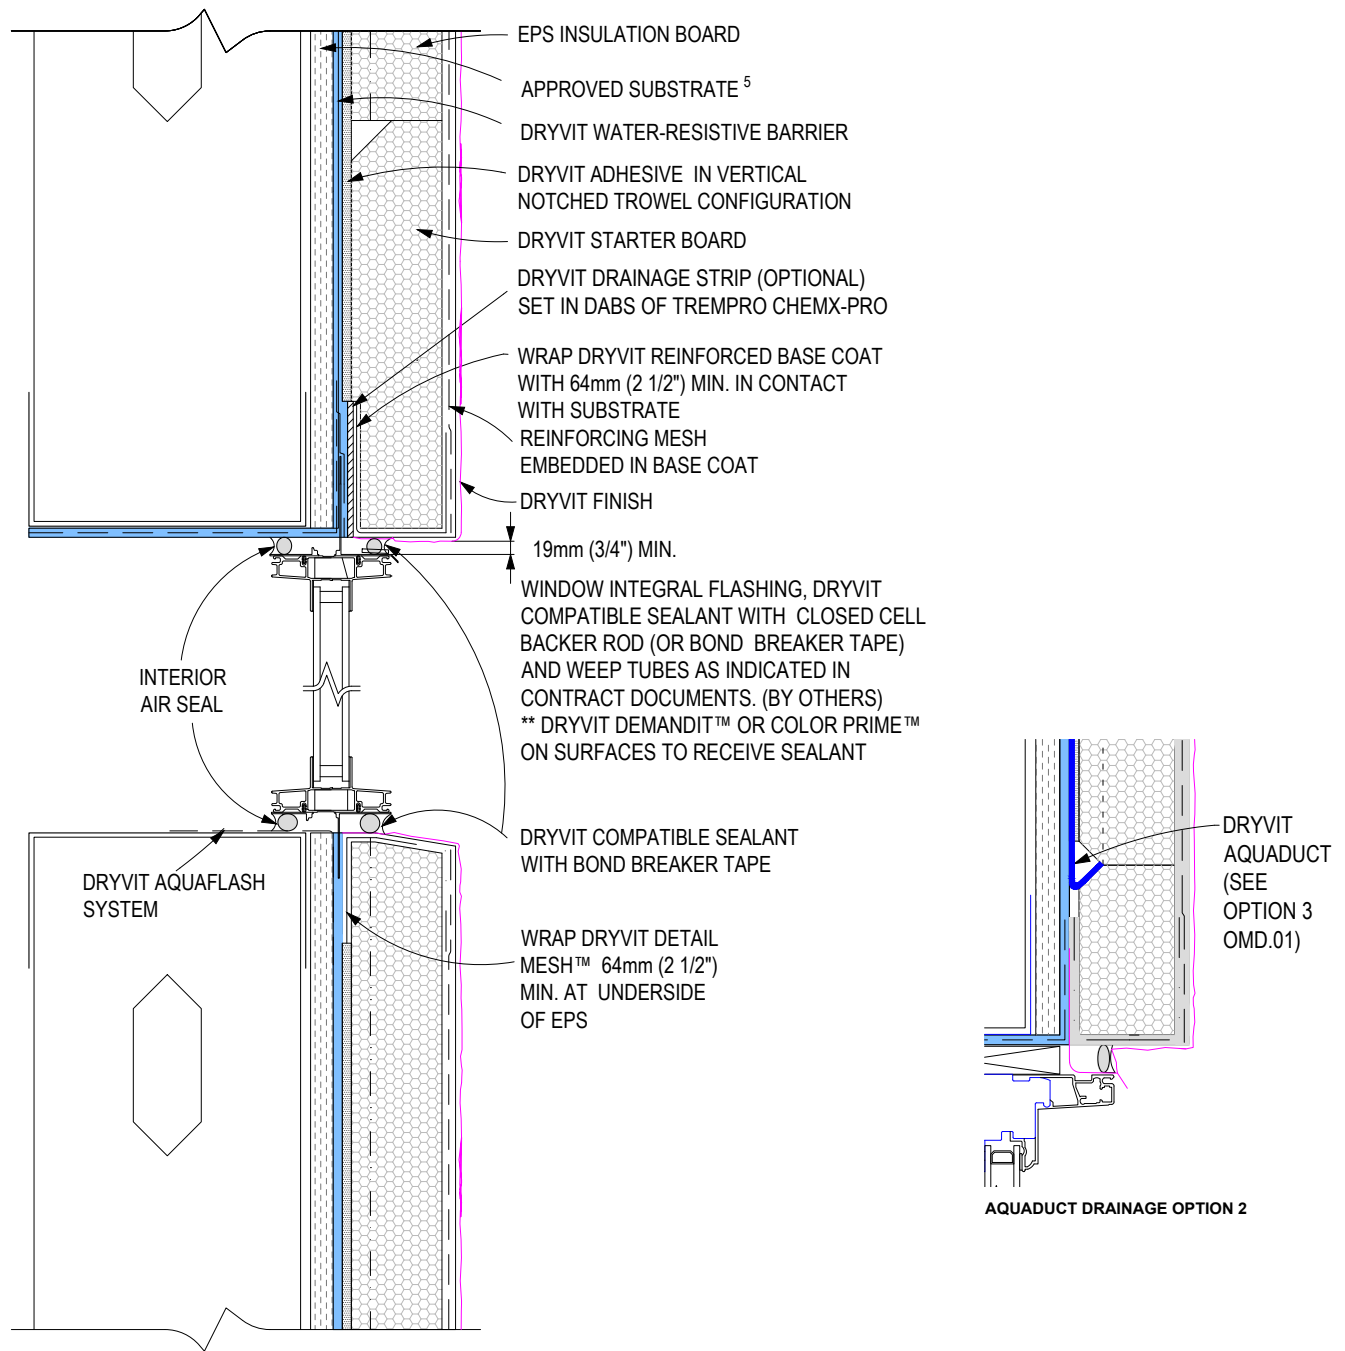 EPS INSULATION BOARD
APPROVED SUBSTRATE 5
DRYVIT WATER-RESISTIVE BARRIER
DRYVIT ADHESIVE IN VERTICAL
NOTCHED TROWEL CONFIGURATION
DRYVIT STARTER BOARD
DRYVIT DRAINAGE STRIP (OPTIONAL)
SET IN DABS OF TREMPRO CHEMX-PRO
WRAP DRYVIT REINFORCED BASE COAT
WITH 64mm (2 1/2") MIN. IN CONTACT
WITH SUBSTRATE
REINFORCING MESH
EMBEDDED IN BASE COAT
DRYVIT FINISH
19mm (3/4") MIN.
WINDOW INTEGRAL FLASHING, DRYVIT
COMPATIBLE SEALANT WITH CLOSED CELL
BACKER ROD (OR BOND BREAKER TAPE)
AND WEEP TUBES AS INDICATED IN
CONTRACT DOCUMENTS. (BY OTHERS)
** DRYVIT DEMANDIT™ OR COLOR PRIME™
ON SURFACES TO RECEIVE SEALANT
INTERIOR
AIR SEAL
DRYVIT COMPATIBLE SEALANT
WITH BOND BREAKER TAPE
DRYVIT AQUAFLASH
SYSTEM
WRAP DRYVIT DETAIL
MESH™ 64mm (2 1/2")
MIN. AT UNDERSIDE
OF EPS
DRYVIT
AQUADUCT
(SEE
OPTION 3
OMD.01)
AQUADUCT DRAINAGE OPTION 2